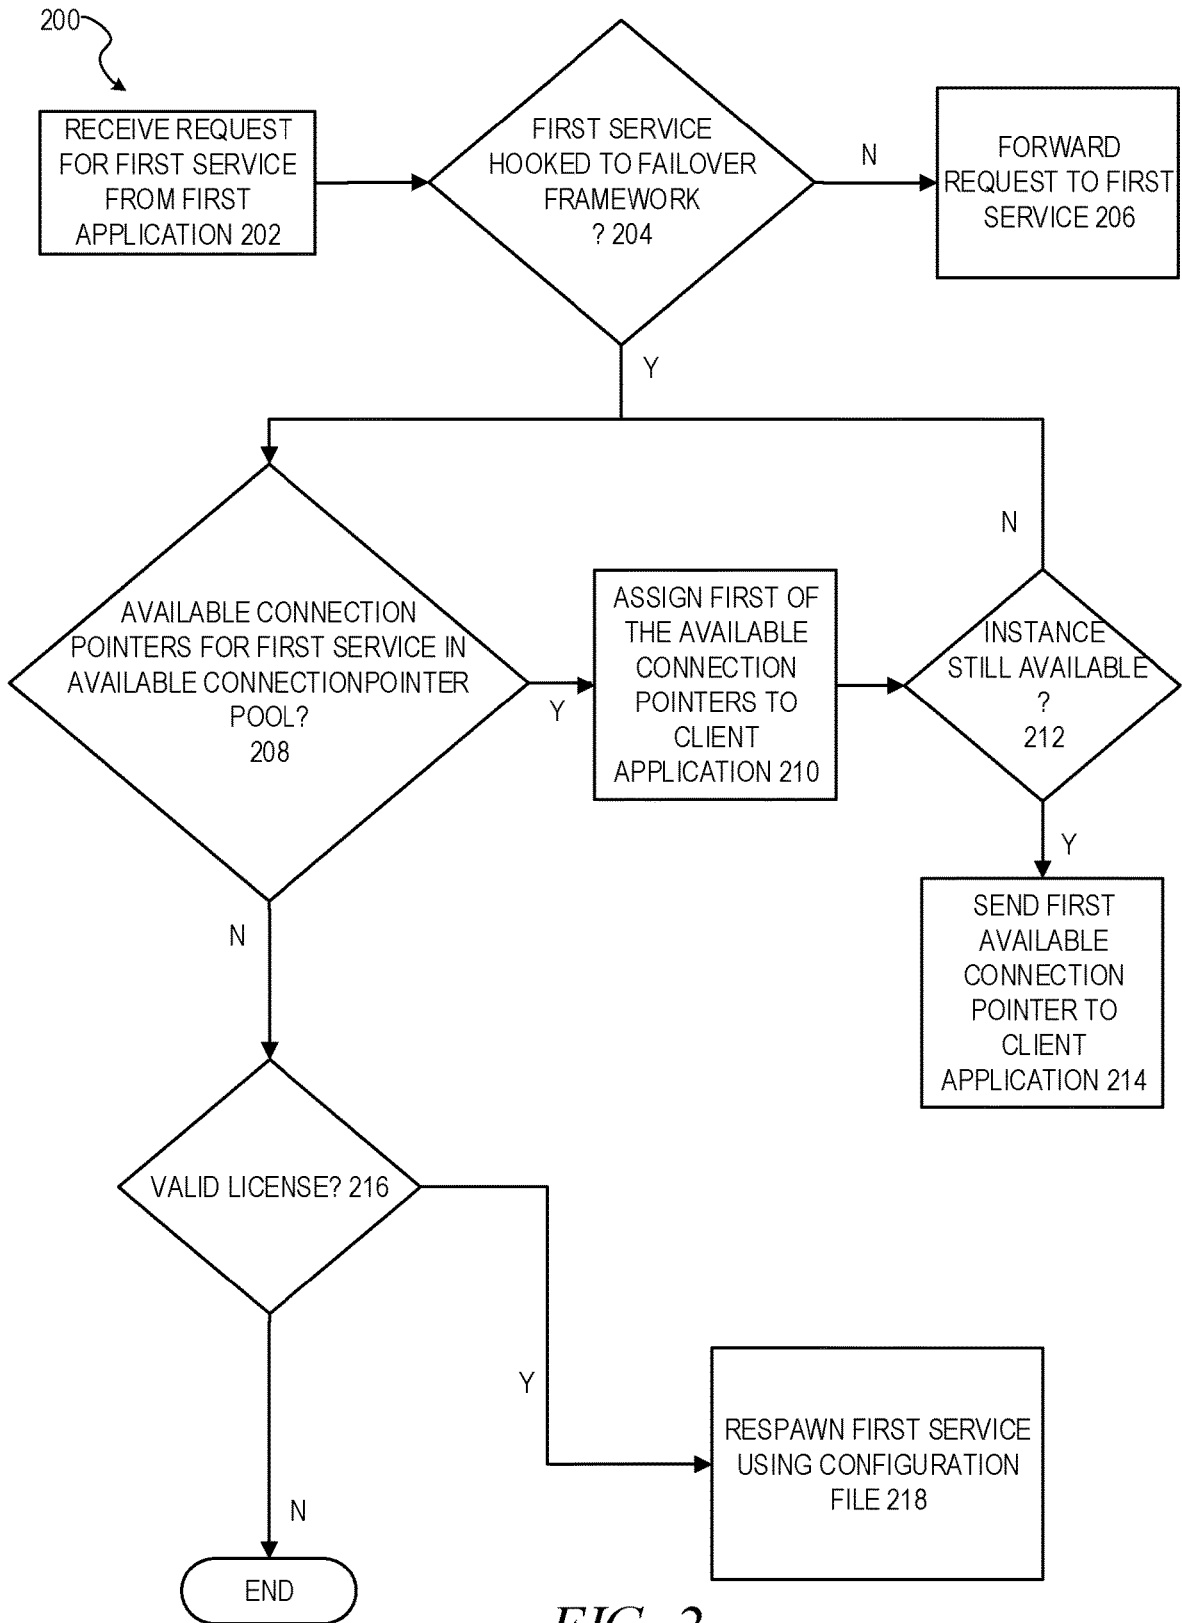 200
RECEIVE REQUEST
FOR FIRST SERVICE
FROM FIRST
APPLICATION 202
FIRST SERVICE
HOOKED TO FAILOVER
FRAMEWORK
? 204
N
FORWARD
REQUEST TO FIRST
SERVICE 206
Y
AVAILABLE CONNECTION
POINTERS FOR FIRST SERVICE IN
AVAILABLE CONNECTIONPOINTER
POOL?
208
Y
ASSIGN FIRST OF
THE AVAILABLE
CONNECTION
POINTERS TO
CLIENT
APPLICATION 210
N
INSTANCE
STILL AVAILABLE
?
212
Y
SEND FIRST
AVAILABLE
CONNECTION
POINTER TO
CLIENT
APPLICATION 214
N
VALID LICENSE? 216
Y
RESPAWN FIRST SERVICE
USING CONFIGURATION
FILE 218
N
END
FIG. 2